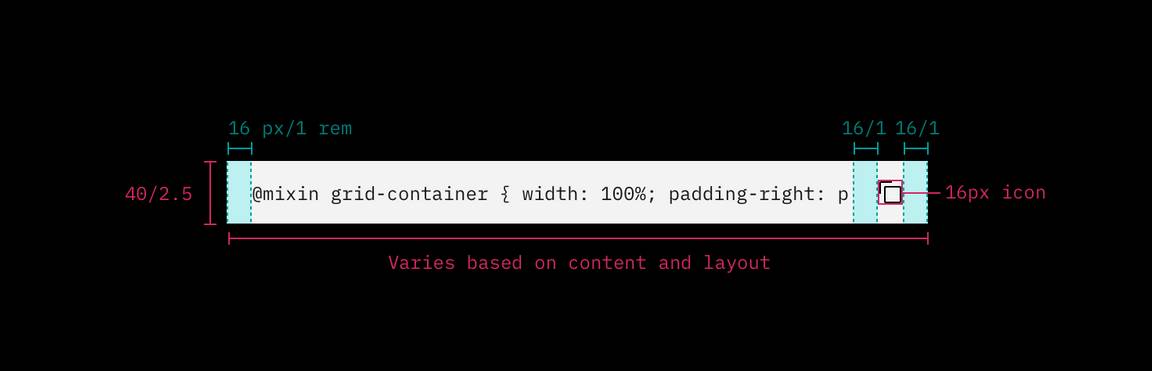 16 px/1 rem
16/1
16/1
40/2.5
@mixin grid-container { width: 100%; padding-right: p
16px icon
Varies based on content and layout